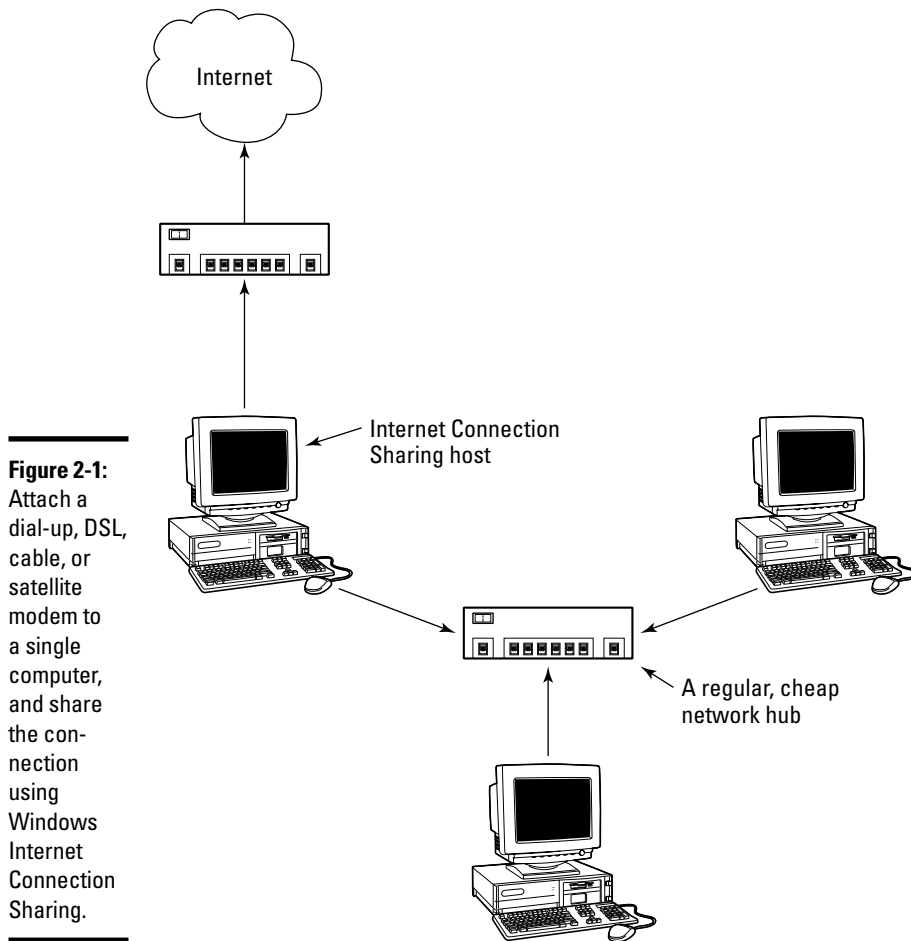 Internet
Internet Connection
Sharing host
Figure 2-1:
Attach a
dial-up, DSL,
cable, or
satellite
modem to
a single
computer,
and share
the con-
nection
using
Windows
Internet
Connection
Sharing.
A regular, cheap
network hub